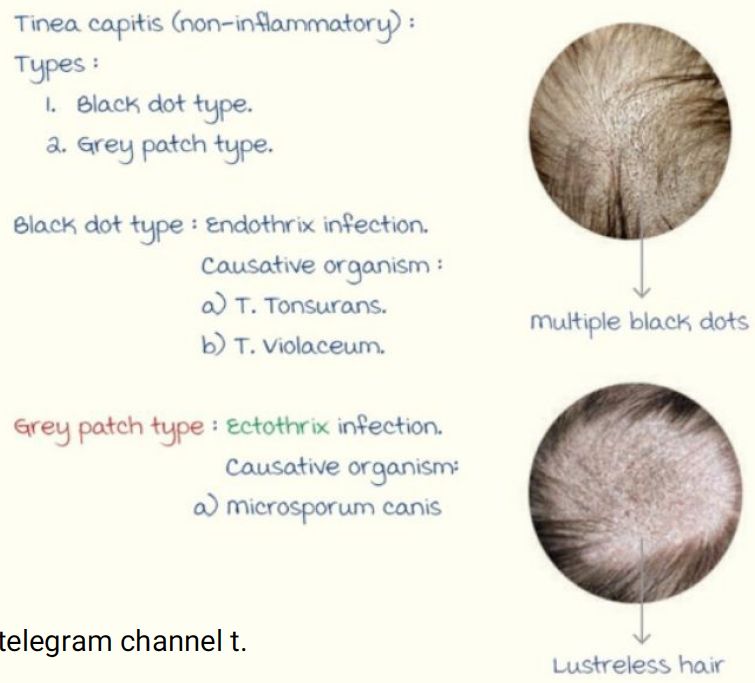 Tinea capitis (non-inflammatory) :
Types :
1. Black dot type.
2. Grey patch type.
Black dot type : Endothrix infection.
Causative organism :
a) T. Tonsurans.
b) T. Violaceum.
multiple black dots
Grey patch type : Ectothrix infection.
Causative organism:
a) microsporum canis
Lustreless hair
telegram channel t.